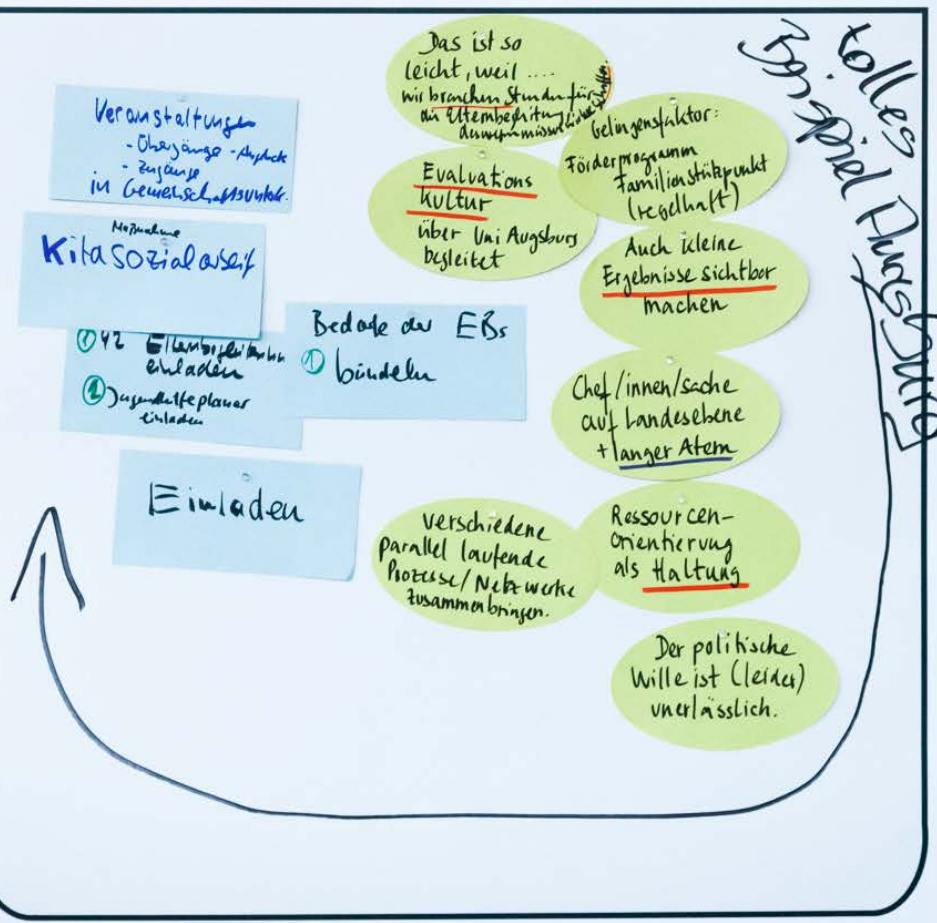 tolles
Beispiel Augsburg
Veranstaltungen
- Übergänge -
- Zugänge
in Gemeinschaftsunterk.
Maßnahme
Kitasozialarbeit
① 42
einladen
② Jugendhilfeplaner
einladen
Bedarfe der EBs
① bündeln
Einladen
Das ist so
leicht, weil ....
wir brauchen Stunden für
die Elternbegleitung
Evaluations
kultur
über Uni Augsburg
begleitet
Gelingensfaktor:
Förderprogramm
Familienstützpunkt
(regelhaft)
Auch kleine
Ergebnisse sichtbar
machen
Chef/innen/sache
auf Landesebene
+ langer Atem
verschiedene
parallel laufende
Prozesse/Netzwerke
zusammenbringen.
Ressourcen-
orientierung
als Haltung
Der politische
Wille ist (leider)
unerlässlich.